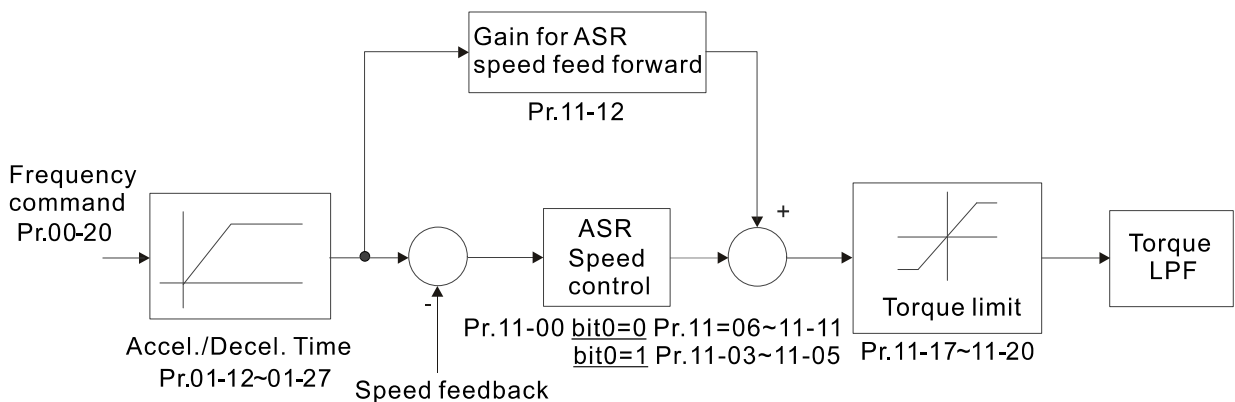 Gain for ASR
speed feed forward
Pr.11-12
Frequency
command
Pr.00-20
Accel./Decel. Time
Pr.01-12~01-27
-
Speed feedback
ASR
Speed
control
Pr.11-00 bit0=0 Pr.11=06~11-11
bit0=1 Pr.11-03~11-05
+
Torque limit
Pr.11-17~11-20
Torque
LPF